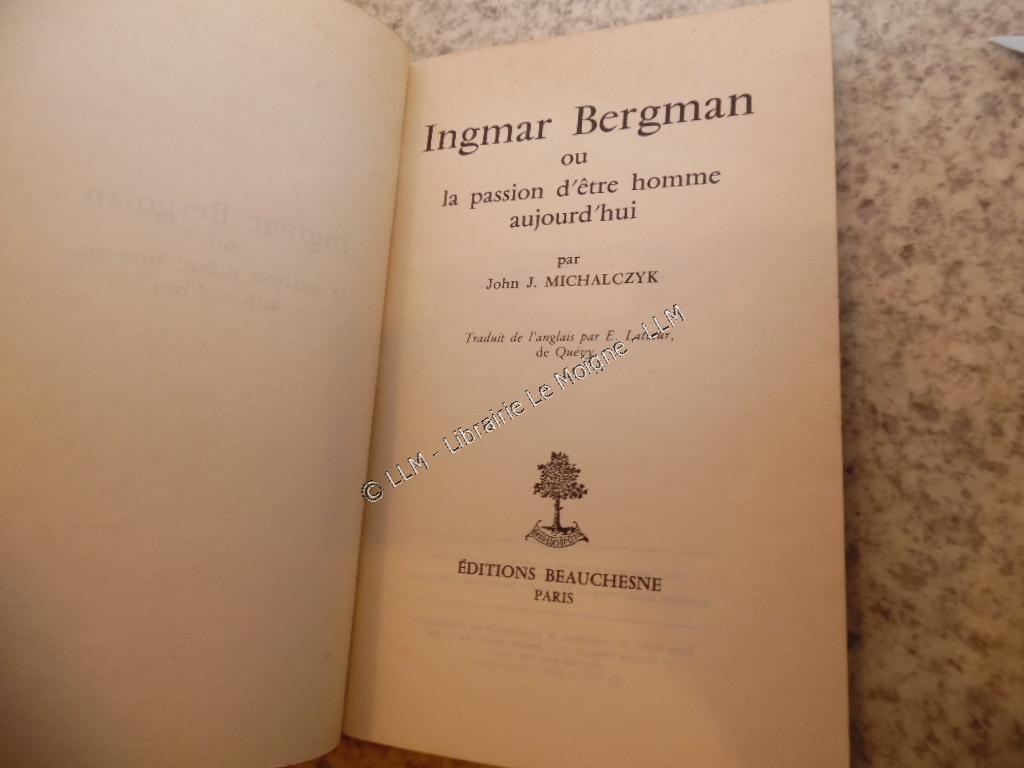 Ingmar Bergman
ou
la passion d'être homme
aujourd'hui
par
John J. MICHALCZYK
Traduit de l'anglais par E. 
de Quévy
© LLM - Librairie Le Moigne - LLM
ÉDITIONS BEAUCHESNE
PARIS